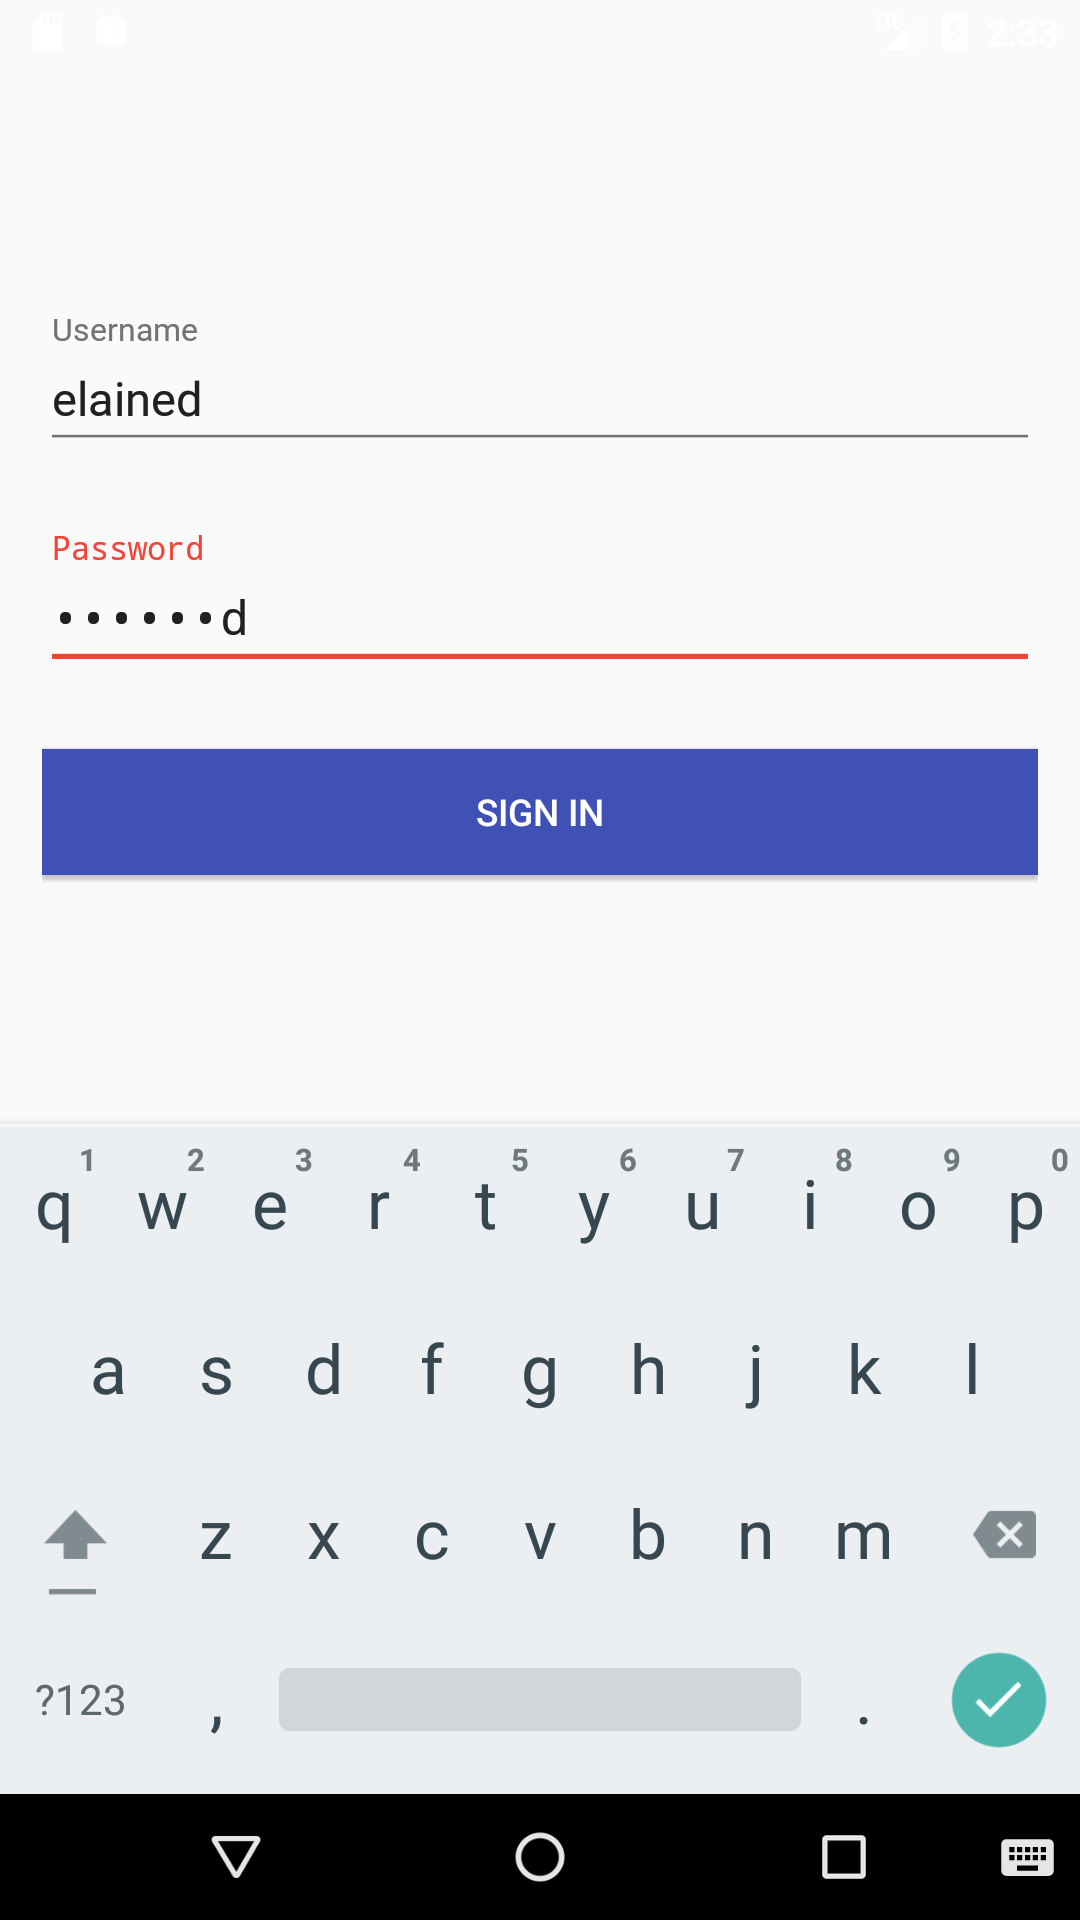 LTE 2:33
Username
elained
Password
••••••d
SIGN IN
1 2 3 4 5 6 7 8 9 0
q w e r t y u i o p
a s d f g h j k l
z x c v b n m
?123 , .